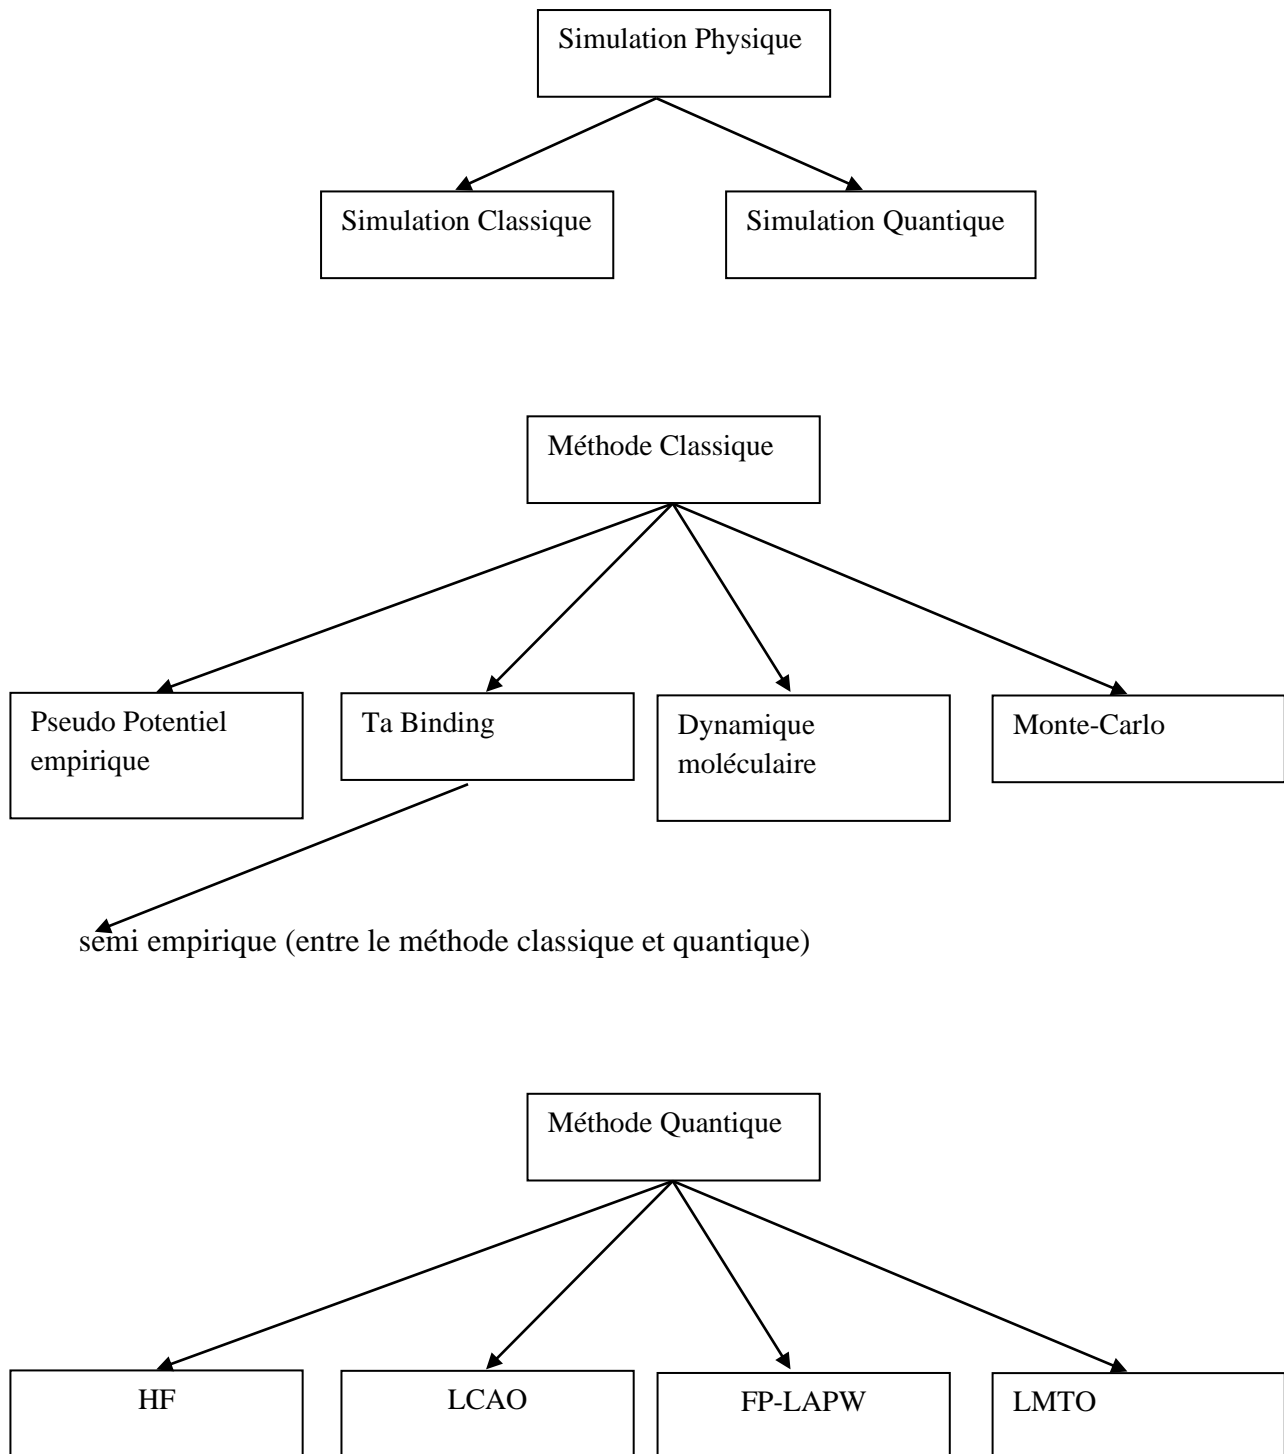 Simulation Physique
Simulation Classique
Simulation Quantique
Méthode Classique
Pseudo Potentiel
empirique
Ta Binding
Dynamique
moléculaire
Monte-Carlo
semi empirique (entre le méthode classique et quantique)
Méthode Quantique
HF
LCAO
FP-LAPW
LMTO